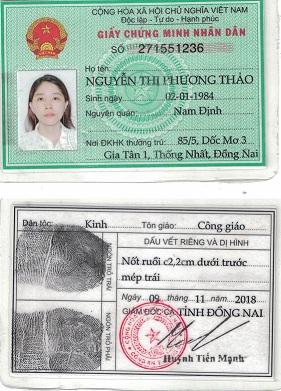 CỘNG HÒA XÃ HỘI CHỦ NGHĨA VIỆT NAM
Độc lập - Tự do - Hạnh phúc
GIẤY CHỨNG MINH NHÂN DÂN
SỐ 271551236
Họ tên:
NGUYỄN THỊ PHƯƠNG THẢO
Sinh ngày 02-01-1984
Nguyên quán: Nam Định
Nơi ĐKHK thường trú: 85/5, Dốc Mơ 3
Gia Tân 1, Thống Nhất, Đồng Nai
Dân tộc: Kinh Tôn giáo: Công giáo
DẤU VẾT RIÊNG VÀ DỊ HÌNH
NGÓN TRỎ TRÁI
Nốt ruồi c2,2cm dưới trước
mép trái
Ngày 09 tháng 11 năm 2018
GIÁM ĐỐC CA TỈNH ĐỒNG NAI
NGÓN TRỎ PHẢI
Huỳnh Tiến Mạnh